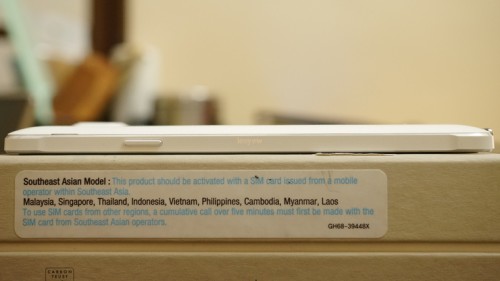 Southeast Asian Model : This product should be activated with a SIM card issued from a mobile
operator within Southeast Asia.
Malaysia, Singapore, Thailand, Indonesia, Vietnam, Philippines, Cambodia, Myanmar, Laos
To use SIM cards from other regions, a cumulative call over five minutes must first be made with the
SIM card from Southeast Asian operators.
GH68-39448X
CARBON
TRUST